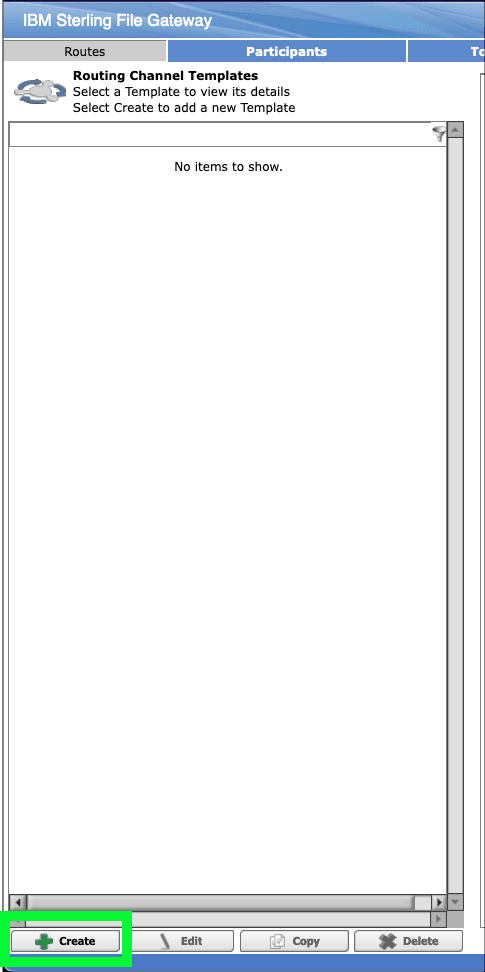 IBM Sterling File Gateway
Routes
Participants
To
Routing Channel Templates
Select a Template to view its details
Select Create to add a new Template
No items to show.
Create
Edit
Copy
Delete